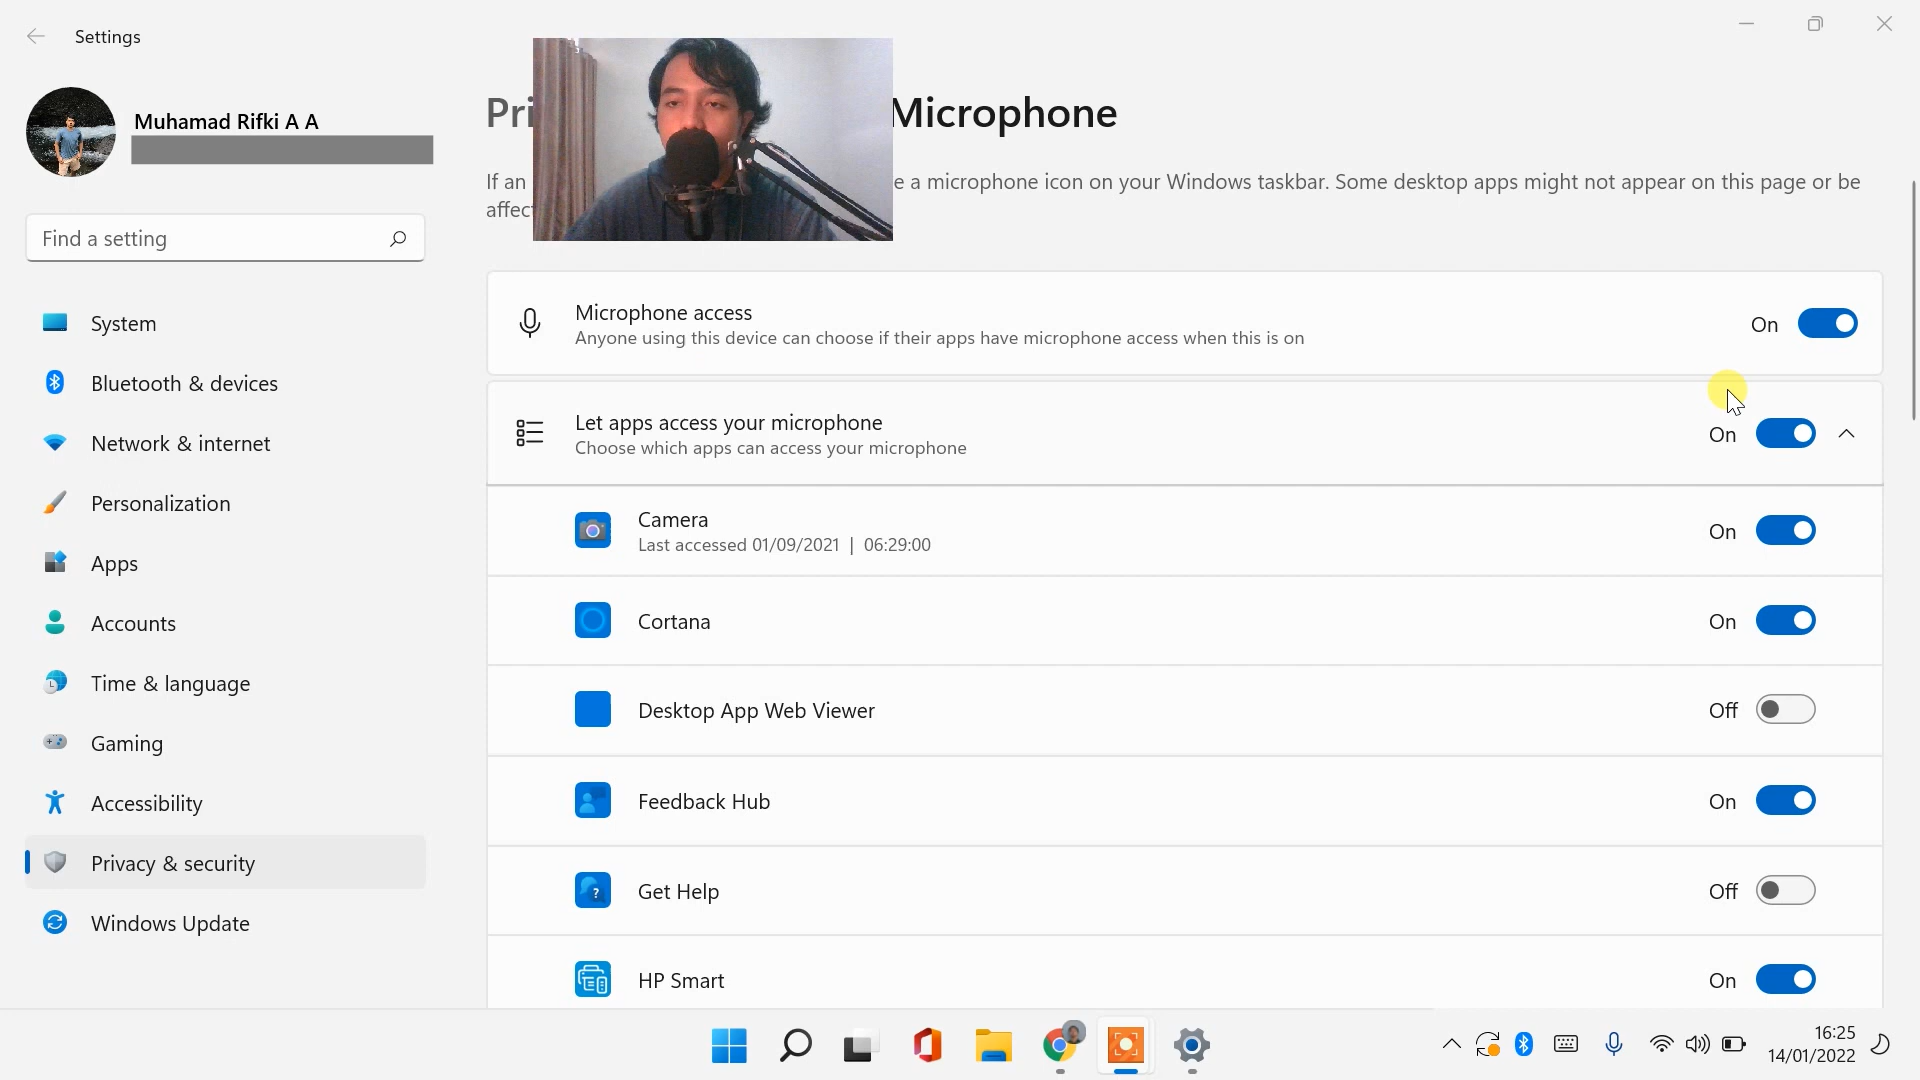 Settings
Muhamad Rifki A A
Find a setting
System
Bluetooth & devices
Network & internet
Personalization
Apps
Accounts
Time & language
Gaming
Accessibility
Privacy & security
Windows Update
Microphone
If an
a microphone icon on your Windows taskbar. Some desktop apps might not appear on this page or be
Microphone access
Anyone using this device can choose if their apps have microphone access when this is on
On
Let apps access your microphone
Choose which apps can access your microphone
On
Camera
Last accessed 01/09/2021 | 06:29:00
On
Cortana
On
Desktop App Web Viewer
Off
Feedback Hub
On
Get Help
Off
HP Smart
On
16:25
14/01/2022